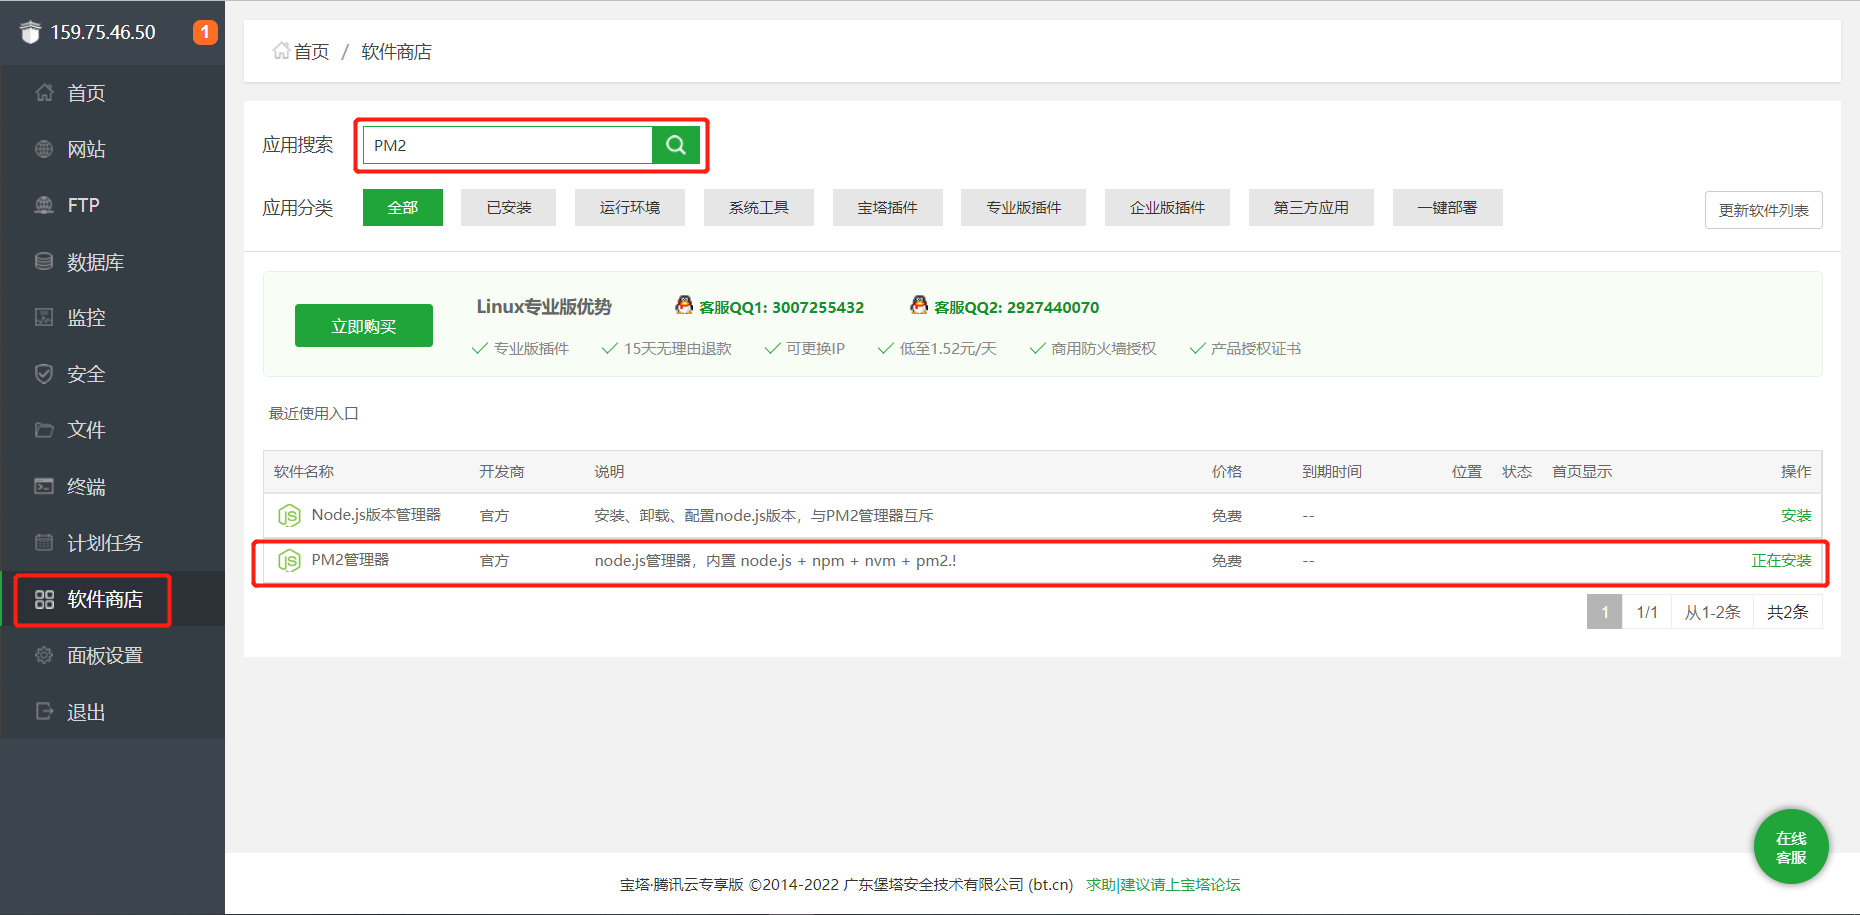 159.75.46.50
1
首页
网站
FTP
数据库
监控
安全
文件
终端
计划任务
软件商店
面板设置
退出
首页 / 软件商店
应用搜索 PM2
应用分类 全部 已安装 运行环境 系统工具 宝塔插件 专业版插件 企业版插件 第三方应用 一键部署 更新软件列表
立即购买
Linux专业版优势 客服QQ1: 3007255432 客服QQ2: 2927440070
专业版插件 15天无理由退款 可更换IP 低至1.52元/天 商用防火墙授权 产品授权证书
最近使用入口
软件名称 开发商 说明 价格 到期时间 位置 状态 首页显示 操作
JS Node.js版本管理器 官方 安装、卸载、配置node.js版本，与PM2管理器互斥 免费 -- 安装
JS PM2管理器 官方 node.js管理器，内置 node.js + npm + nvm + pm2.! 免费 -- 正在安装
1 1/1 从1-2条 共2条
在线
客服
宝塔·腾讯云专享版 ©2014-2022 广东堡塔安全技术有限公司 (bt.cn) 求助|建议请上宝塔论坛